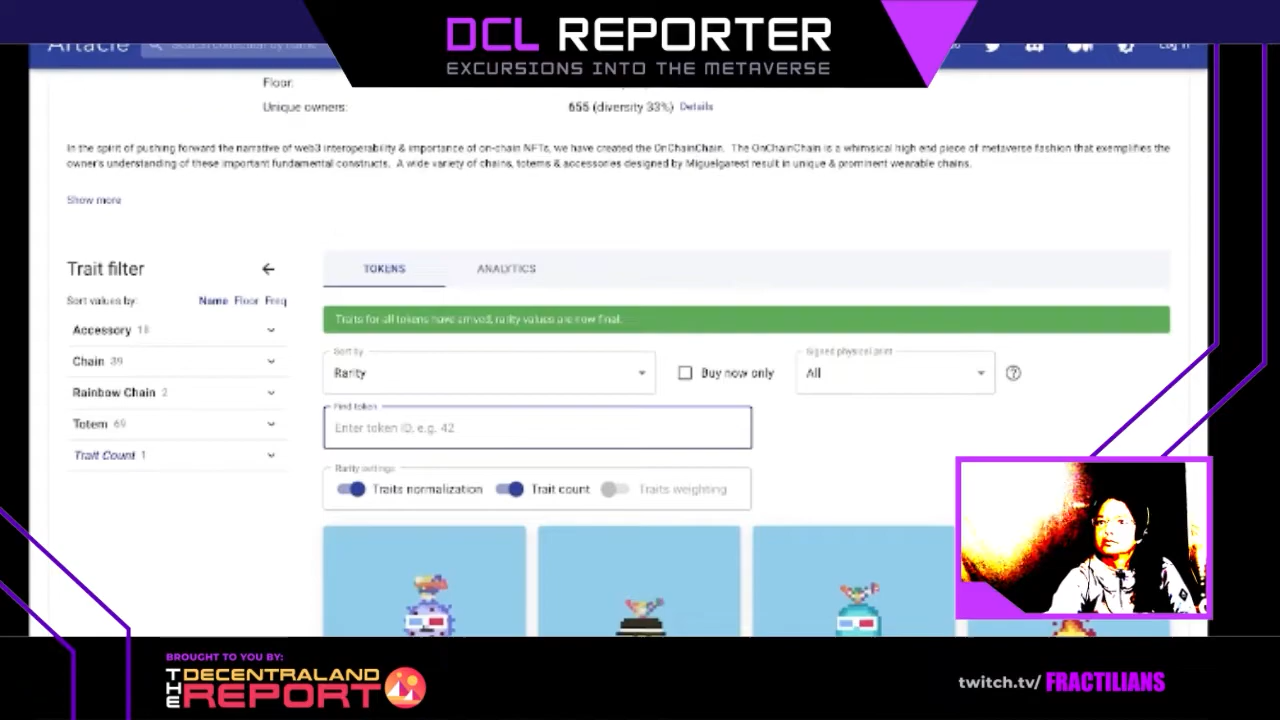 DCL REPORTER
EXCURSIONS INTO THE METAVERSE
Artacle
Search collection by name
Log in
Floor:
Unique owners: 655 (diversity 33%) Details
In the spirit of pushing forward the narrative of web3 interoperability & importance of on-chain NFTs, we have created the OnChainChain. The OnChainChain is a whimsical high end piece of metaverse fashion that exemplifies the
owner's understanding of these important fundamental constructs. A wide variety of chains, totems & accessories designed by Miguelgarest result in unique & prominent wearable chains.
Show more
Trait filter
Sort values by: Name Floor Freq
Accessory 18
Chain 39
Rainbow Chain 2
Totem 69
Trait Count 1
TOKENS
ANALYTICS
Traits for all tokens have arrived, rarity values are now final.
Sort by
Rarity
Buy now only
Signed physical print
All
Find token
Enter token ID, e.g. 42
Rarity settings
Traits normalization
Trait count
Traits weighting
BROUGHT TO YOU BY:
THE DECENTRALAND REPORT
twitch.tv/ FRACTILIANS